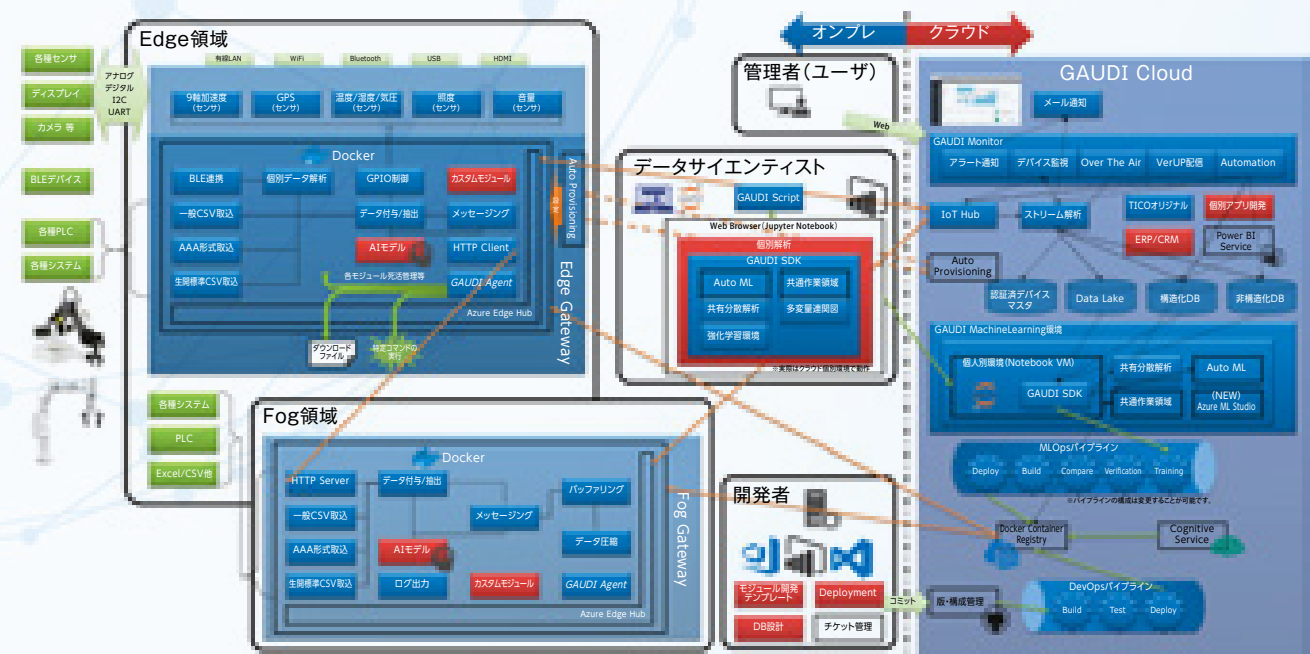 オンプレ
クラウド
Edge領域
各種センサ
ディスプレイ
カメラ 等
BLEデバイス
各種PLC
各種システム
アナログ
デジタル
I2C
UART
有線LAN
WiFi
Bluetooth
USB
HDMI
9軸加速度
(センサ)
GPS
(センサ)
温度/湿度/気圧
(センサ)
照度
(センサ)
音量
(センサ)
Docker
BLE連携
個別データ解析
GPIO制御
カスタムモジュール
一般CSV取込
データ付与/抽出
メッセージング
AAA形式取込
AIモデル
HTTP Client
生開標準CSV取込
各モジュール死活管理等
GAUDI Agent
Azure Edge Hub
設定
Auto Provisioning
Edge Gateway
ダウンロード
ファイル
特定コマンドの
実行
Fog領域
各種システム
PLC
Excel/CSV他
Docker
HTTP Server
データ付与/抽出
バッファリング
一般CSV取込
メッセージング
AAA形式取込
AIモデル
データ圧縮
生開標準CSV取込
ログ出力
カスタムモジュール
GAUDI Agent
Azure Edge Hub
Fog Gateway
管理者(ユーザ)
Web
データサイエンティスト
GAUDI Script
Web Browser(Jupyter Notebook)
個別解析
GAUDI SDK
Auto ML
共通作業領域
共有分散解析
多変量連関図
強化学習環境
※実際はクラウド個別環境で動作
開発者
モジュール開発
テンプレート
Deployment
DB設計
チケット管理
コミット
GAUDI Cloud
メール通知
GAUDI Monitor
アラート通知
デバイス監視
Over The Air
VerUP配信
Automation
IoT Hub
ストリーム解析
TICOオリジナル
個別アプリ開発
ERP/CRM
Power BI
Service
Auto
Provisioning
認証済デバイス
マスタ
Data Lake
構造化DB
非構造化DB
GAUDI MachineLearning環境
個人別環境(Notebook VM)
GAUDI SDK
共有分散解析
Auto ML
共通作業領域
(NEW)
Azure ML Studio
MLOpsパイプライン
Deploy
Build
Compare
Verification
Training
※パイプラインの構成は変更することが可能です。
Docker Container
Registry
Cognitive
Service
版・構成管理
DevOpsパイプライン
Build
Test
Deploy